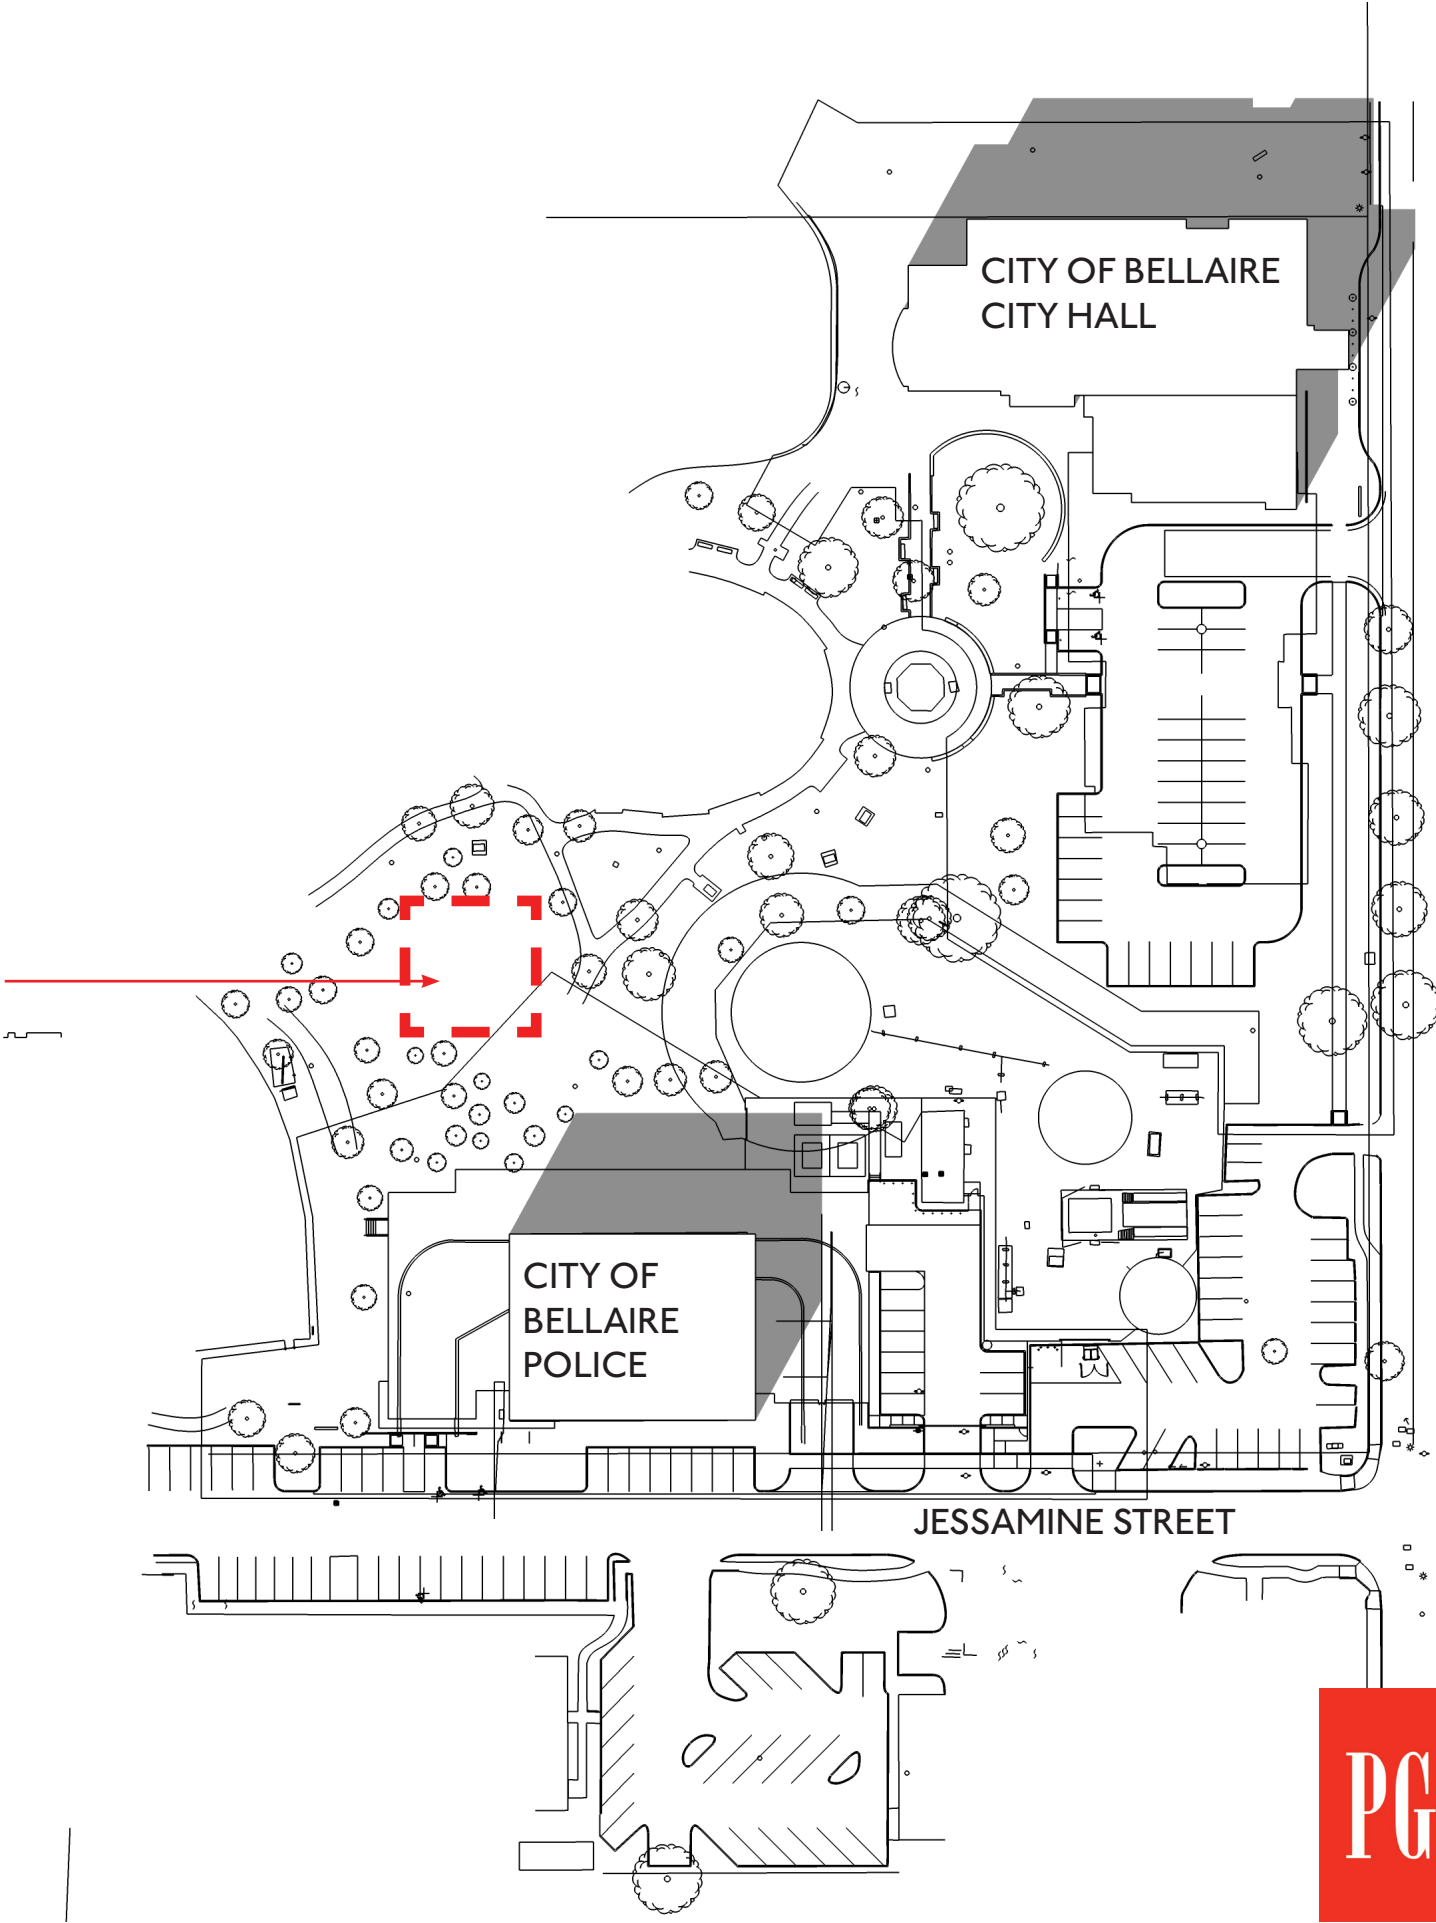 CITY OF BELLAIRE
CITY HALL
CITY OF
BELLAIRE
POLICE
JESSAMINE STREET
PG